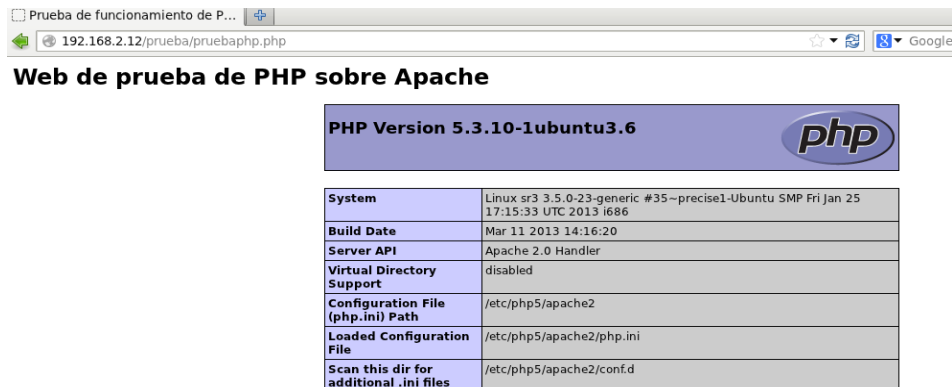 Prueba de funcionamiento de P...
192.168.2.12/prueba/pruebaphp.php
Google
Web de prueba de PHP sobre Apache
PHP Version 5.3.10-1ubuntu3.6
php
System
Linux sr3 3.5.0-23-generic #35~precise1-Ubuntu SMP Fri Jan 25
17:15:33 UTC 2013 i686
Build Date
Mar 11 2013 14:16:20
Server API
Apache 2.0 Handler
Virtual Directory
Support
disabled
Configuration File
(php.ini) Path
/etc/php5/apache2
Loaded Configuration
File
/etc/php5/apache2/php.ini
Scan this dir for
additional .ini files
/etc/php5/apache2/conf.d